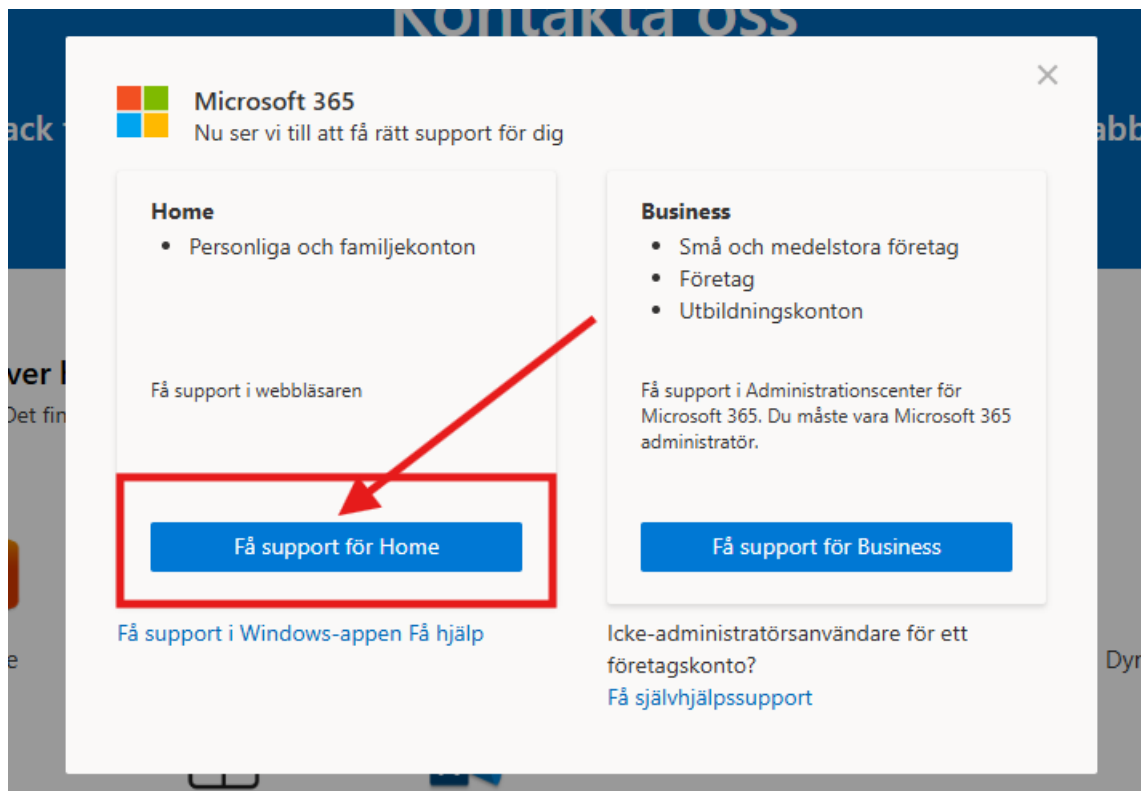 Kontakta oss
Microsoft 365
Nu ser vi till att få rätt support för dig
Home
• Personliga och familjekonton
Få support i webbläsaren
Få support för Home
Få support i Windows-appen Få hjälp
Business
• Små och medelstora företag
• Företag
• Utbildningskonton
Få support i Administrationscenter för
Microsoft 365. Du måste vara Microsoft 365
administratör.
Få support för Business
Icke-administratörsanvändare för ett
företagskonto?
Få självhjälpssupport